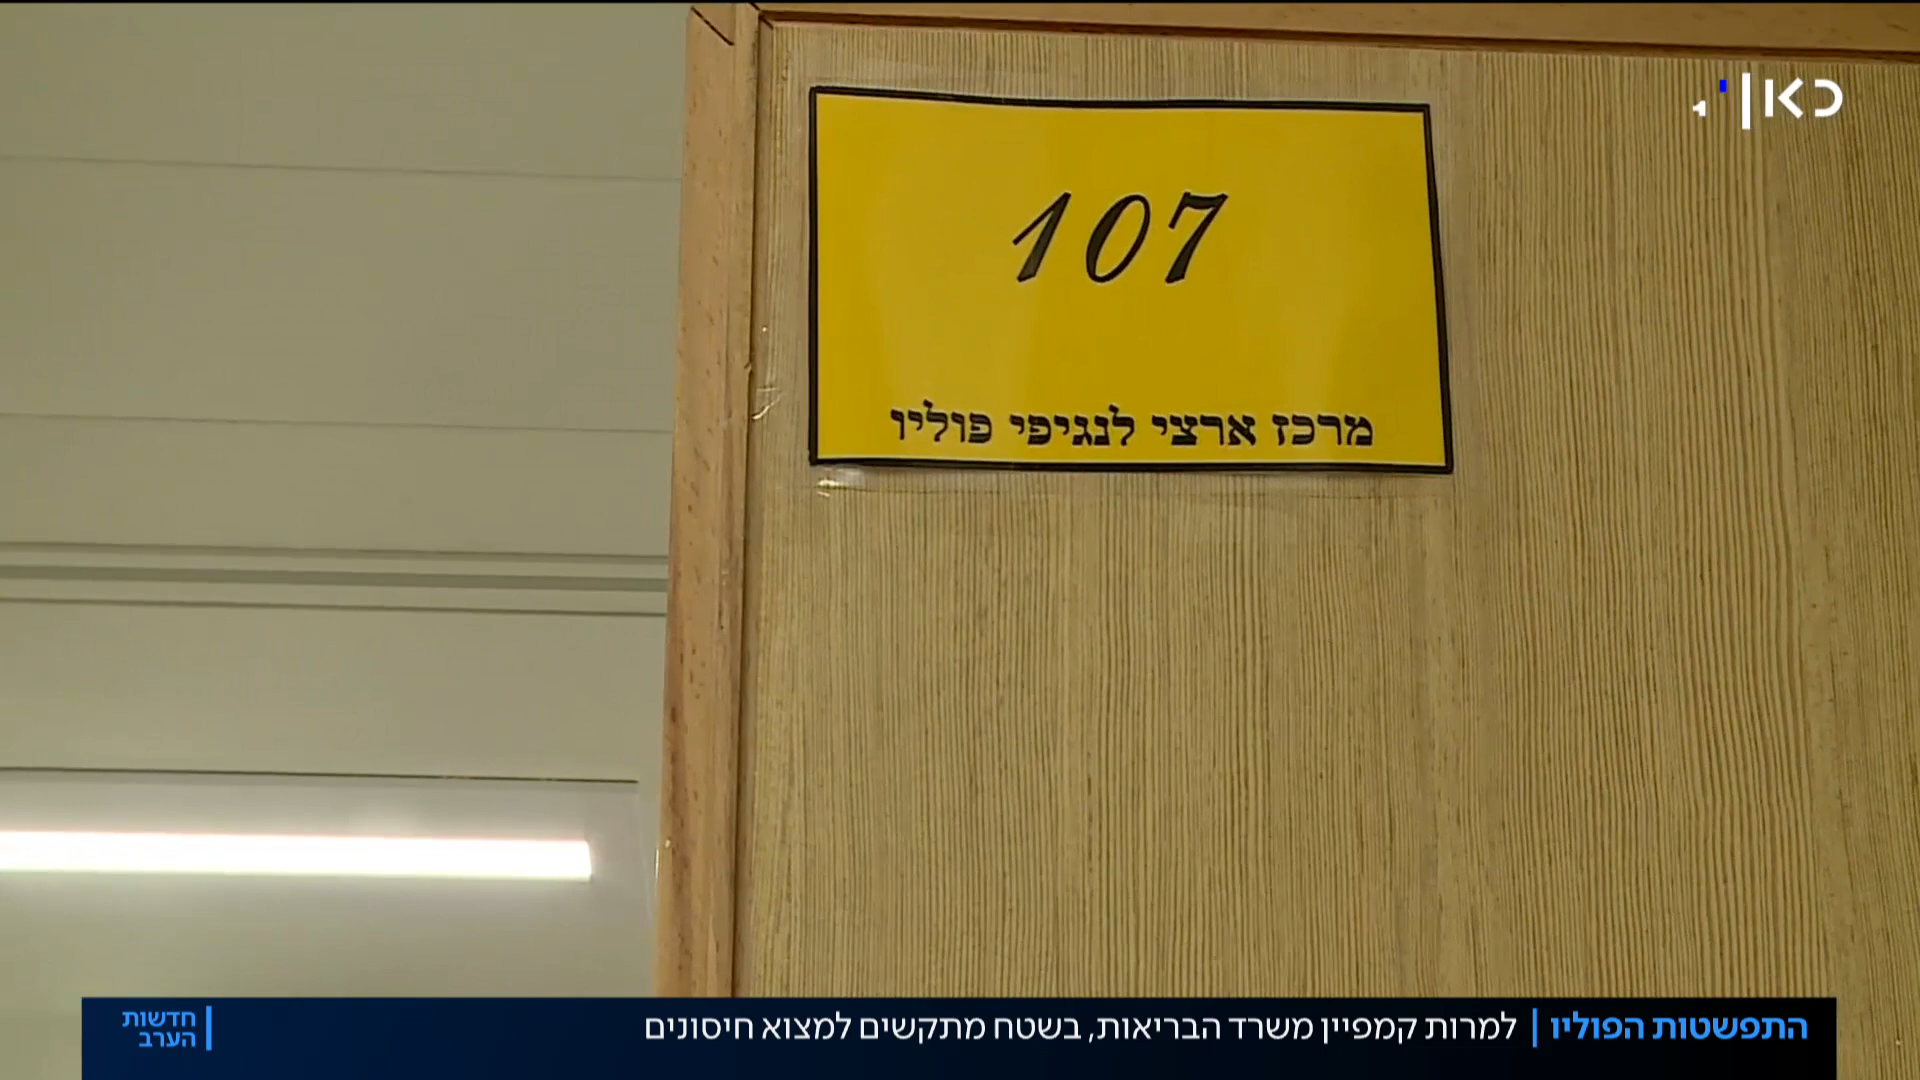 כאן
107
מרכז ארצי לנגיפי פוליו
התפשטות הפוליו | למרות קמפיין משרד הבריאות, בשטח מתקשים למצוא חיסונים
חדשות
הערב